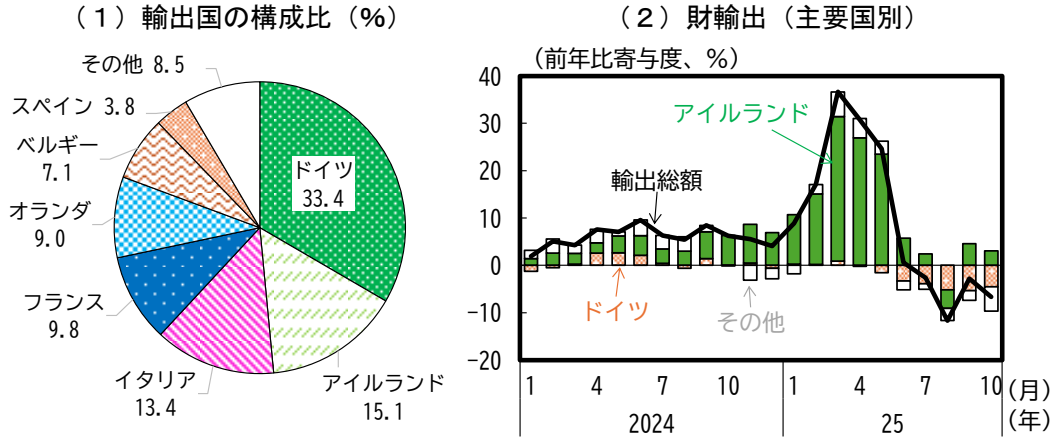 （１）輸出国の構成比（%）
その他 8.5
スペイン 3.8
ベルギー
7.1
オランダ
9.0
フランス
9.8
イタリア
13.4
アイルランド
15.1
ドイツ
33.4
（２）財輸出（主要国別）
（前年比寄与度、％）
40
30
20
10
0
-10
-20
アイルランド
輸出総額
ドイツ
その他
1 4 7 10 1 4 7 10 (月)
2024 25 (年)